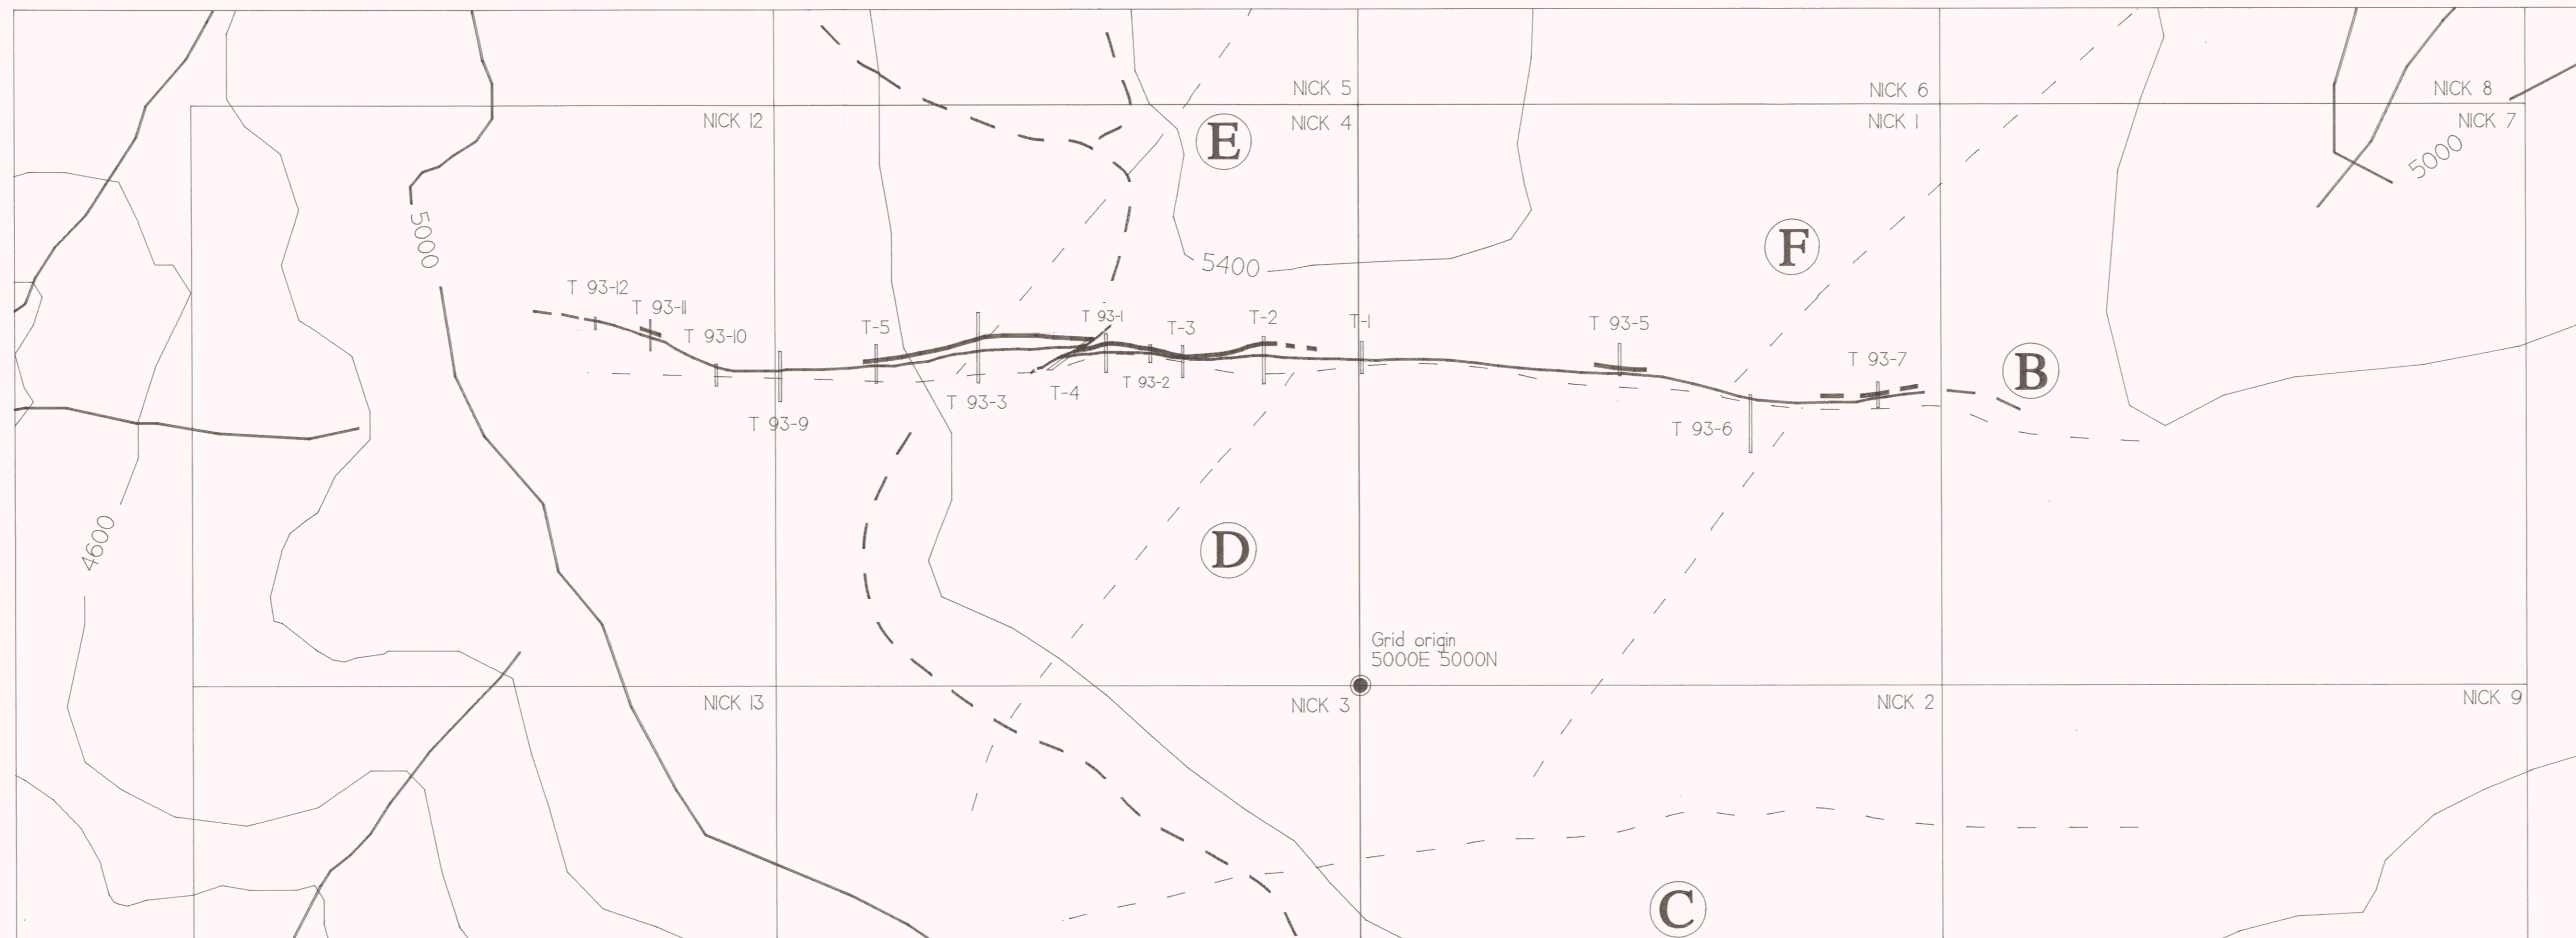 NICK 5
NICK 6
NICK 8
NICK 12
NICK 4
NICK 1
NICK 7
E
5000
5000
F
5400
T 93-12
T 93-11
T 93-10
T-5
T 93-1
T-3
T-2
T-1
T 93-5
T 93-7
B
T 93-2
T-4
T 93-3
T 93-9
T 93-6
4600
D
Grid origin
5000E 5000N
NICK 13
NICK 3
NICK 2
NICK 9
C